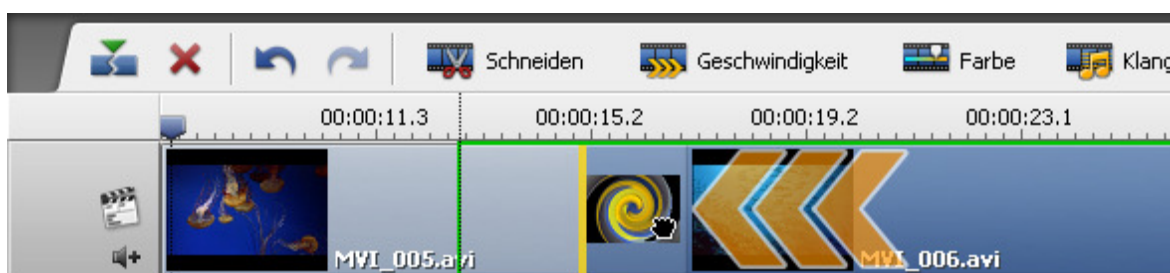 Schneiden Geschwindigkeit Farbe Klang
00:00:11.3 00:00:15.2 00:00:19.2 00:00:23.1
MVI_005.avi MVI_006.avi